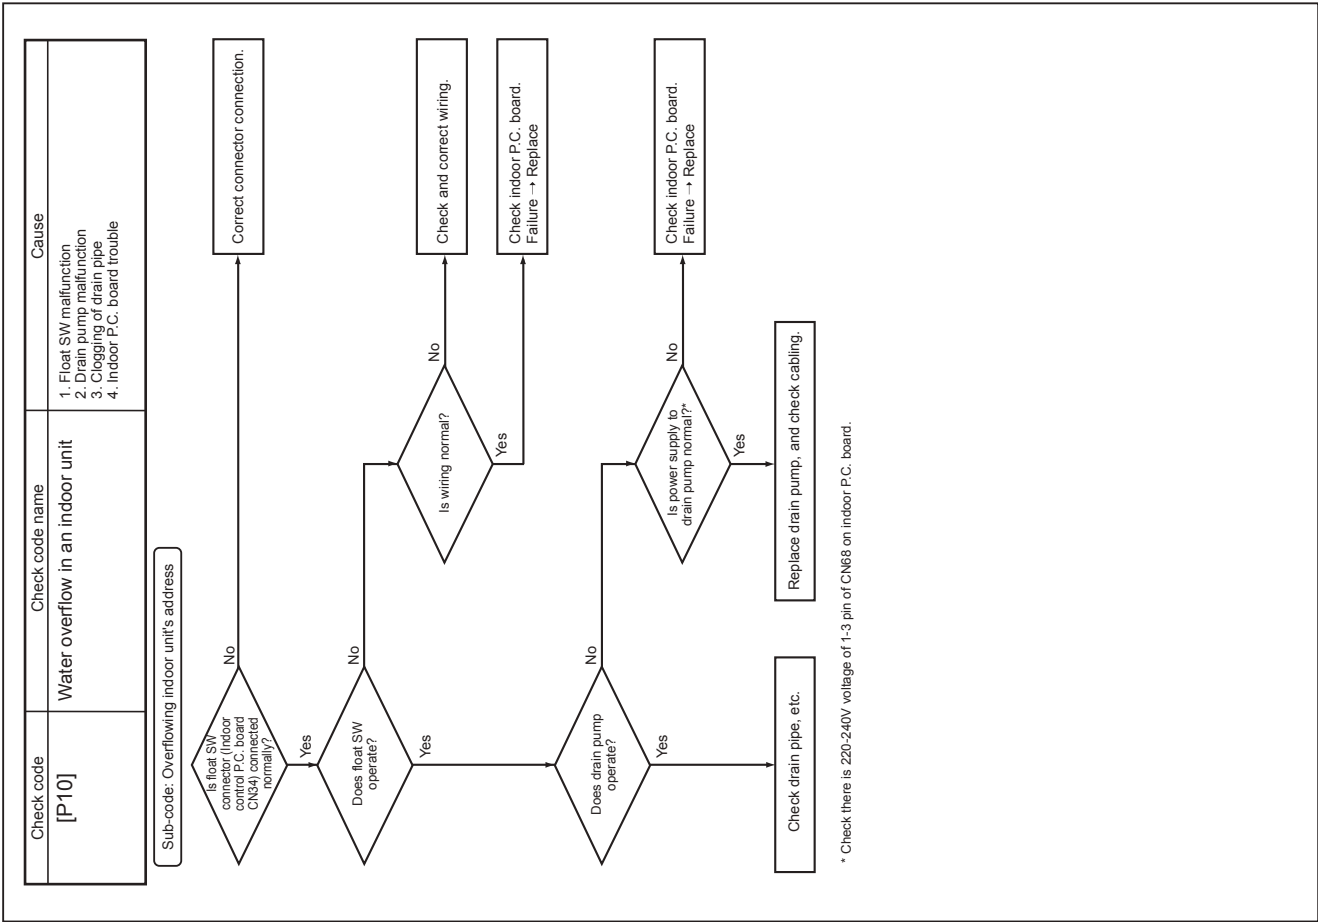 Check code
Check code name
Cause
[P10]
Water overflow in an indoor unit
1. Float SW malfunction
2. Drain pump malfunction
3. Clogging of drain pipe
4. Indoor P.C. board trouble
Sub-code: Overflowing indoor unit's address
Is float SW
connector (Indoor
control P.C. board
CN34) connected
normally?
No
Correct connector connection.
Yes
Does float SW
operate?
No
Is wiring normal?
No
Check and correct wiring.
Yes
Check indoor P.C. board.
Failure → Replace
Yes
Does drain pump
operate?
No
Is power supply to
drain pump normal?*
No
Check indoor P.C. board.
Failure → Replace
Yes
Replace drain pump, and check cabling.
Yes
Check drain pipe, etc.
* Check there is 220-240V voltage of 1-3 pin of CN68 on indoor P.C. board.